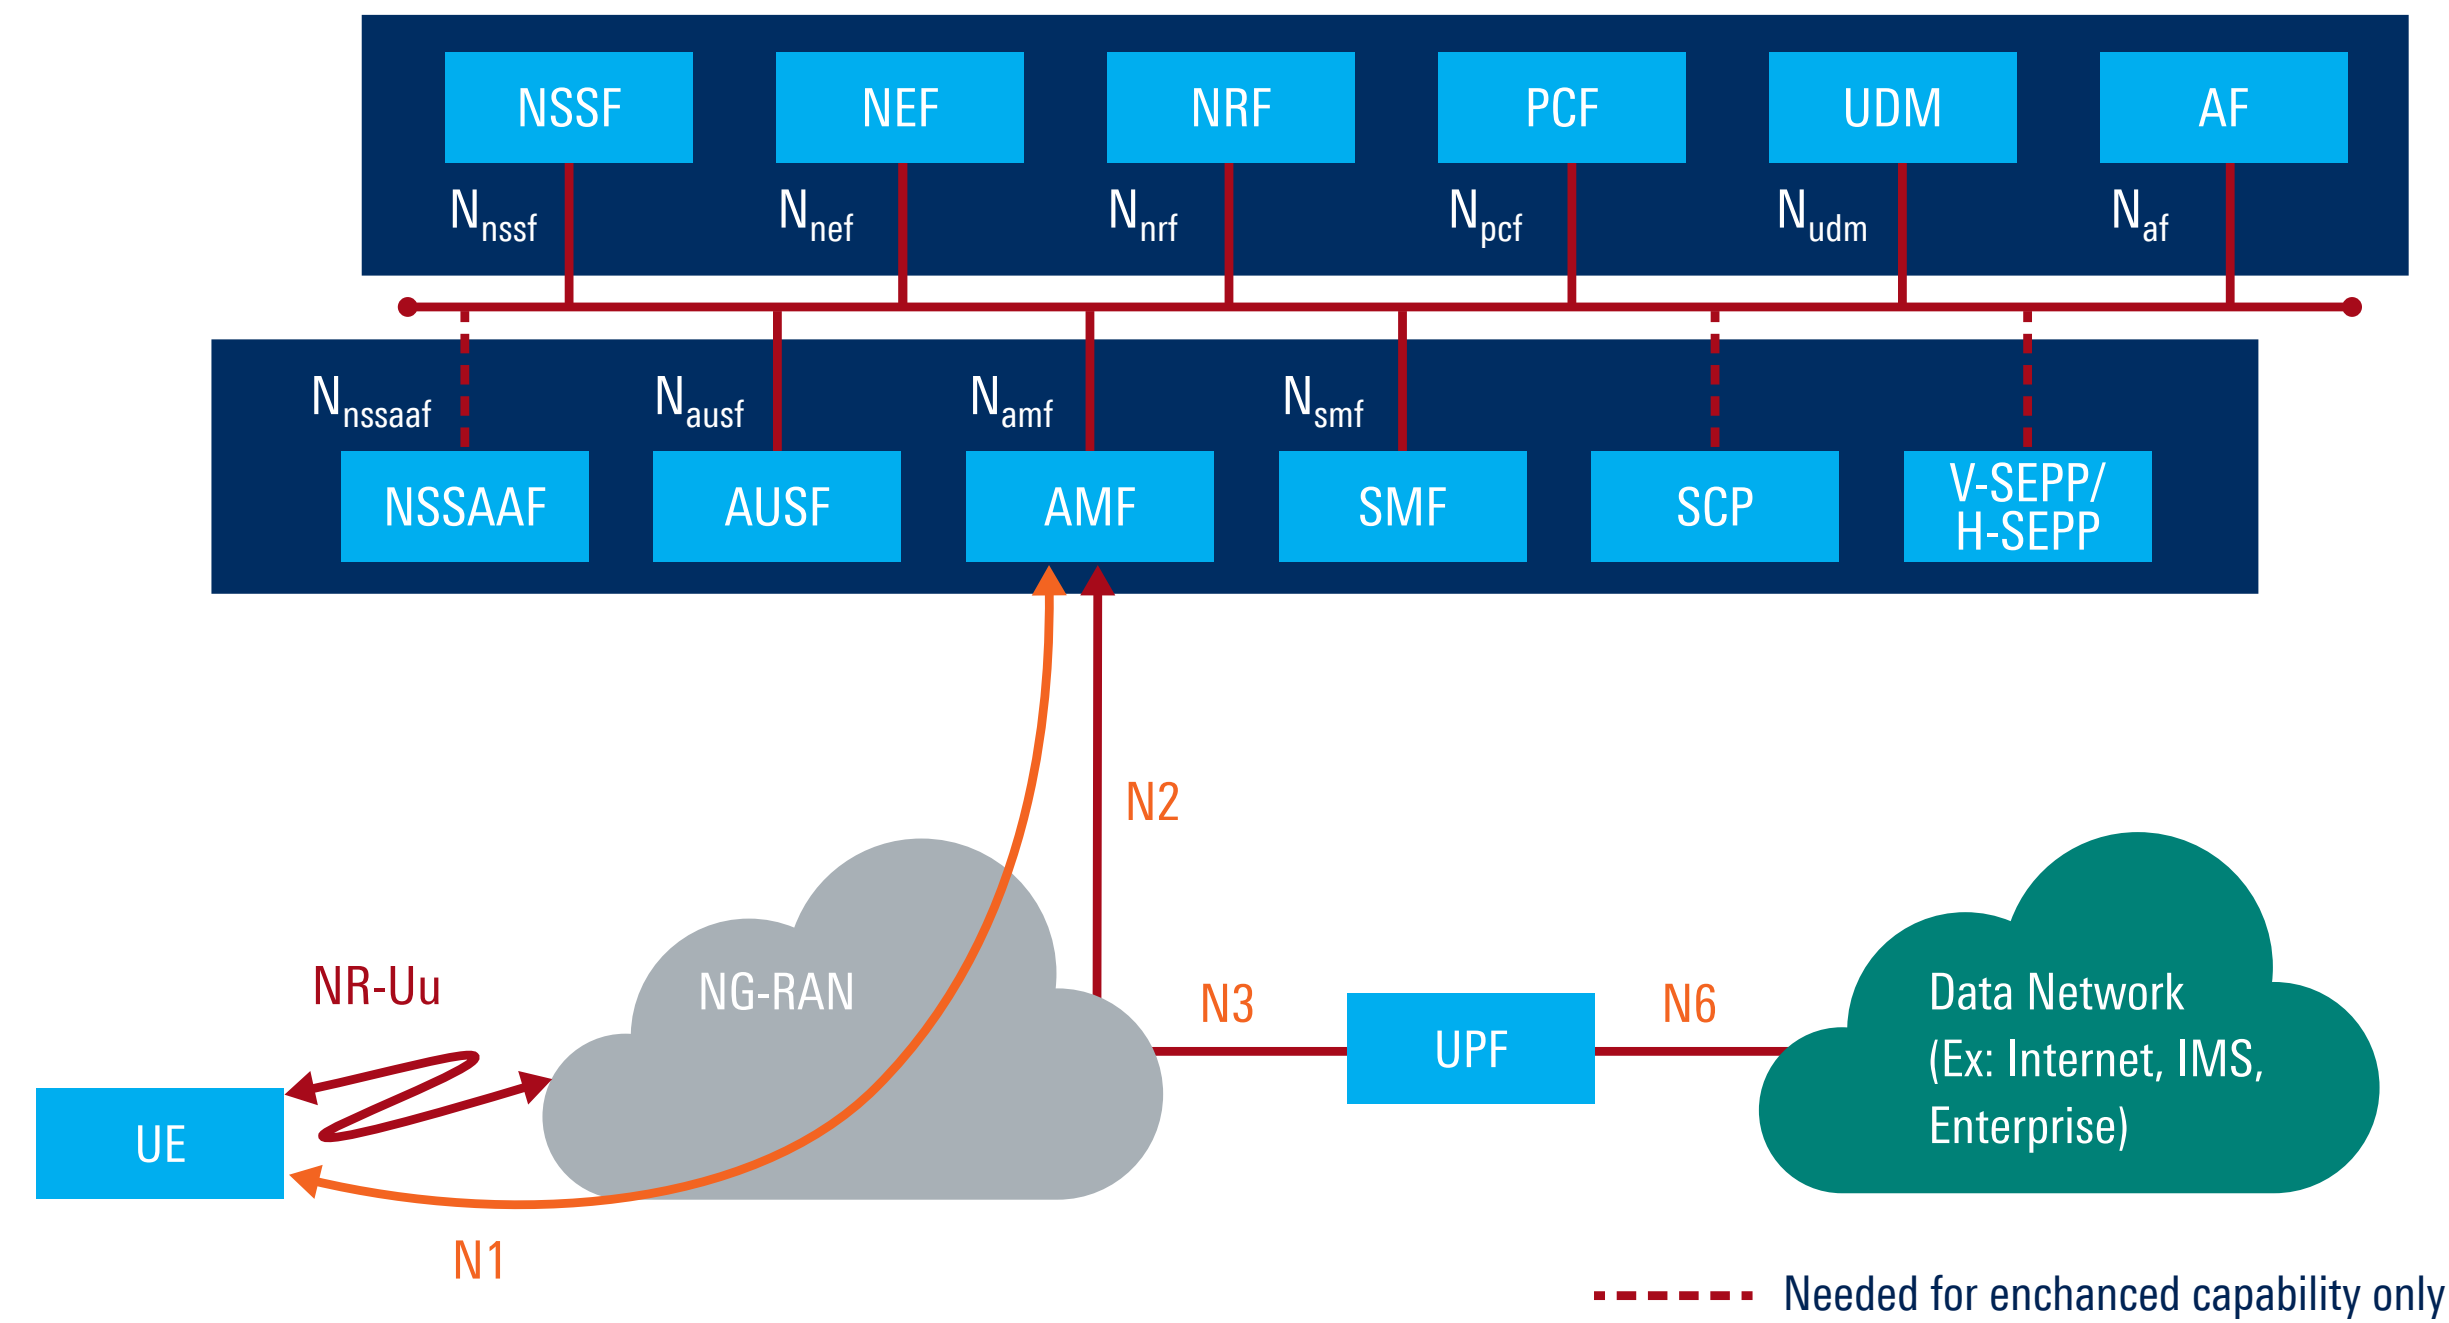 NSSF
NEF
NRF
PCF
UDM
AF
Nnssf
Nnef
Nnrf
Npcf
Nudm
Naf
Nnssaaf
Nausf
Namf
Nsmf
NSSAAF
AUSF
AMF
SMF
SCP
V-SEPP/
H-SEPP
N2
NR-Uu
NG-RAN
N3
UPF
N6
Data Network
(Ex: Internet, IMS,
Enterprise)
UE
N1
Needed for enchanced capability only